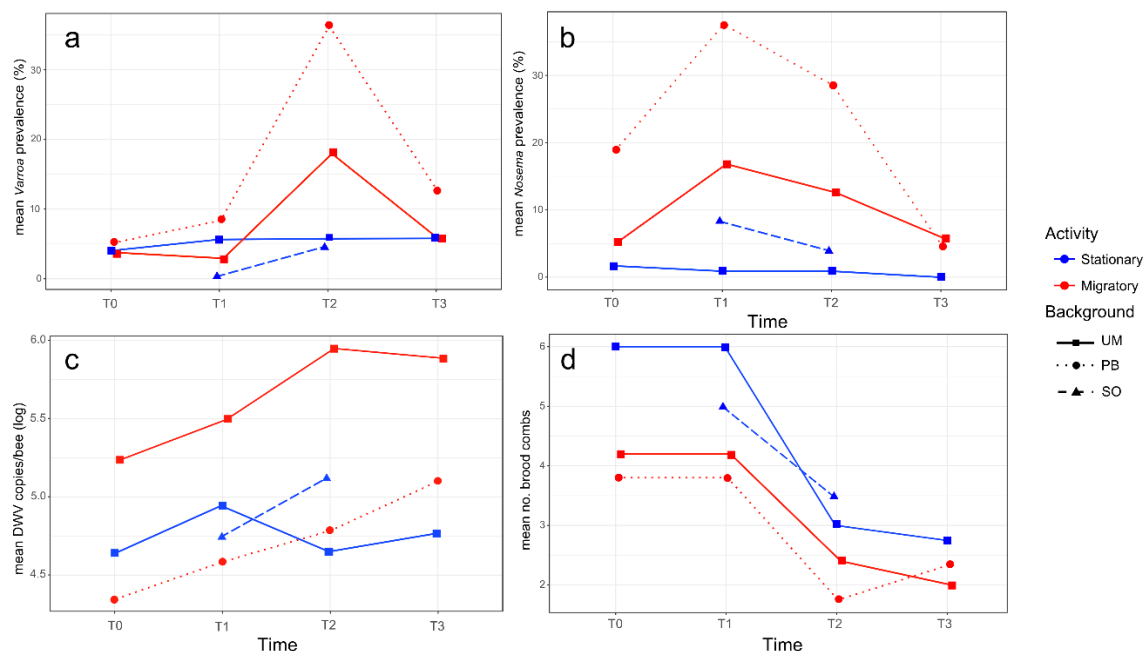 a
mean Varroa prevalence (%)
30
20
10
0
T0 T1 T2 T3
b
mean Nosema prevalence (%)
30
20
10
0
T0 T1 T2 T3
Time
Activity
Stationary
Migratory
Background
UM
PB
SO
c
mean DWV copies/bee (log)
6.0
5.5
5.0
4.5
T0 T1 T2 T3
Time
d
mean no. brood combs
6
5
4
3
2
T0 T1 T2 T3
Time